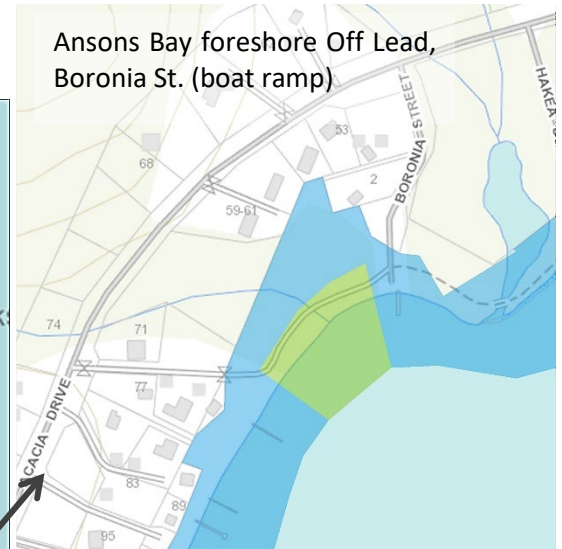 Ansons Bay foreshore Off Lead,
Boronia St. (boat ramp)
53
BORONIA STREET
68
2
59-61
74
71
77
ACACIA DRIVE
83
89
95